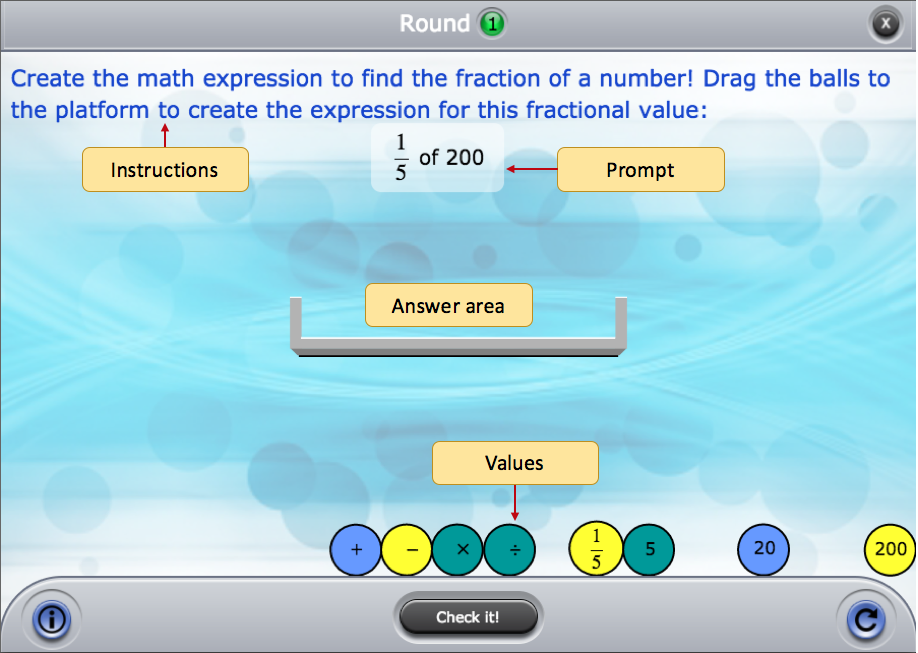 Round 1
X
Create the math expression to find the fraction of a number! Drag the balls to
the platform to create the expression for this fractional value:
Instructions
1/5 of 200
Prompt
Answer area
Values
+ − × ÷ 1/5 5 20 200
i
Check it!